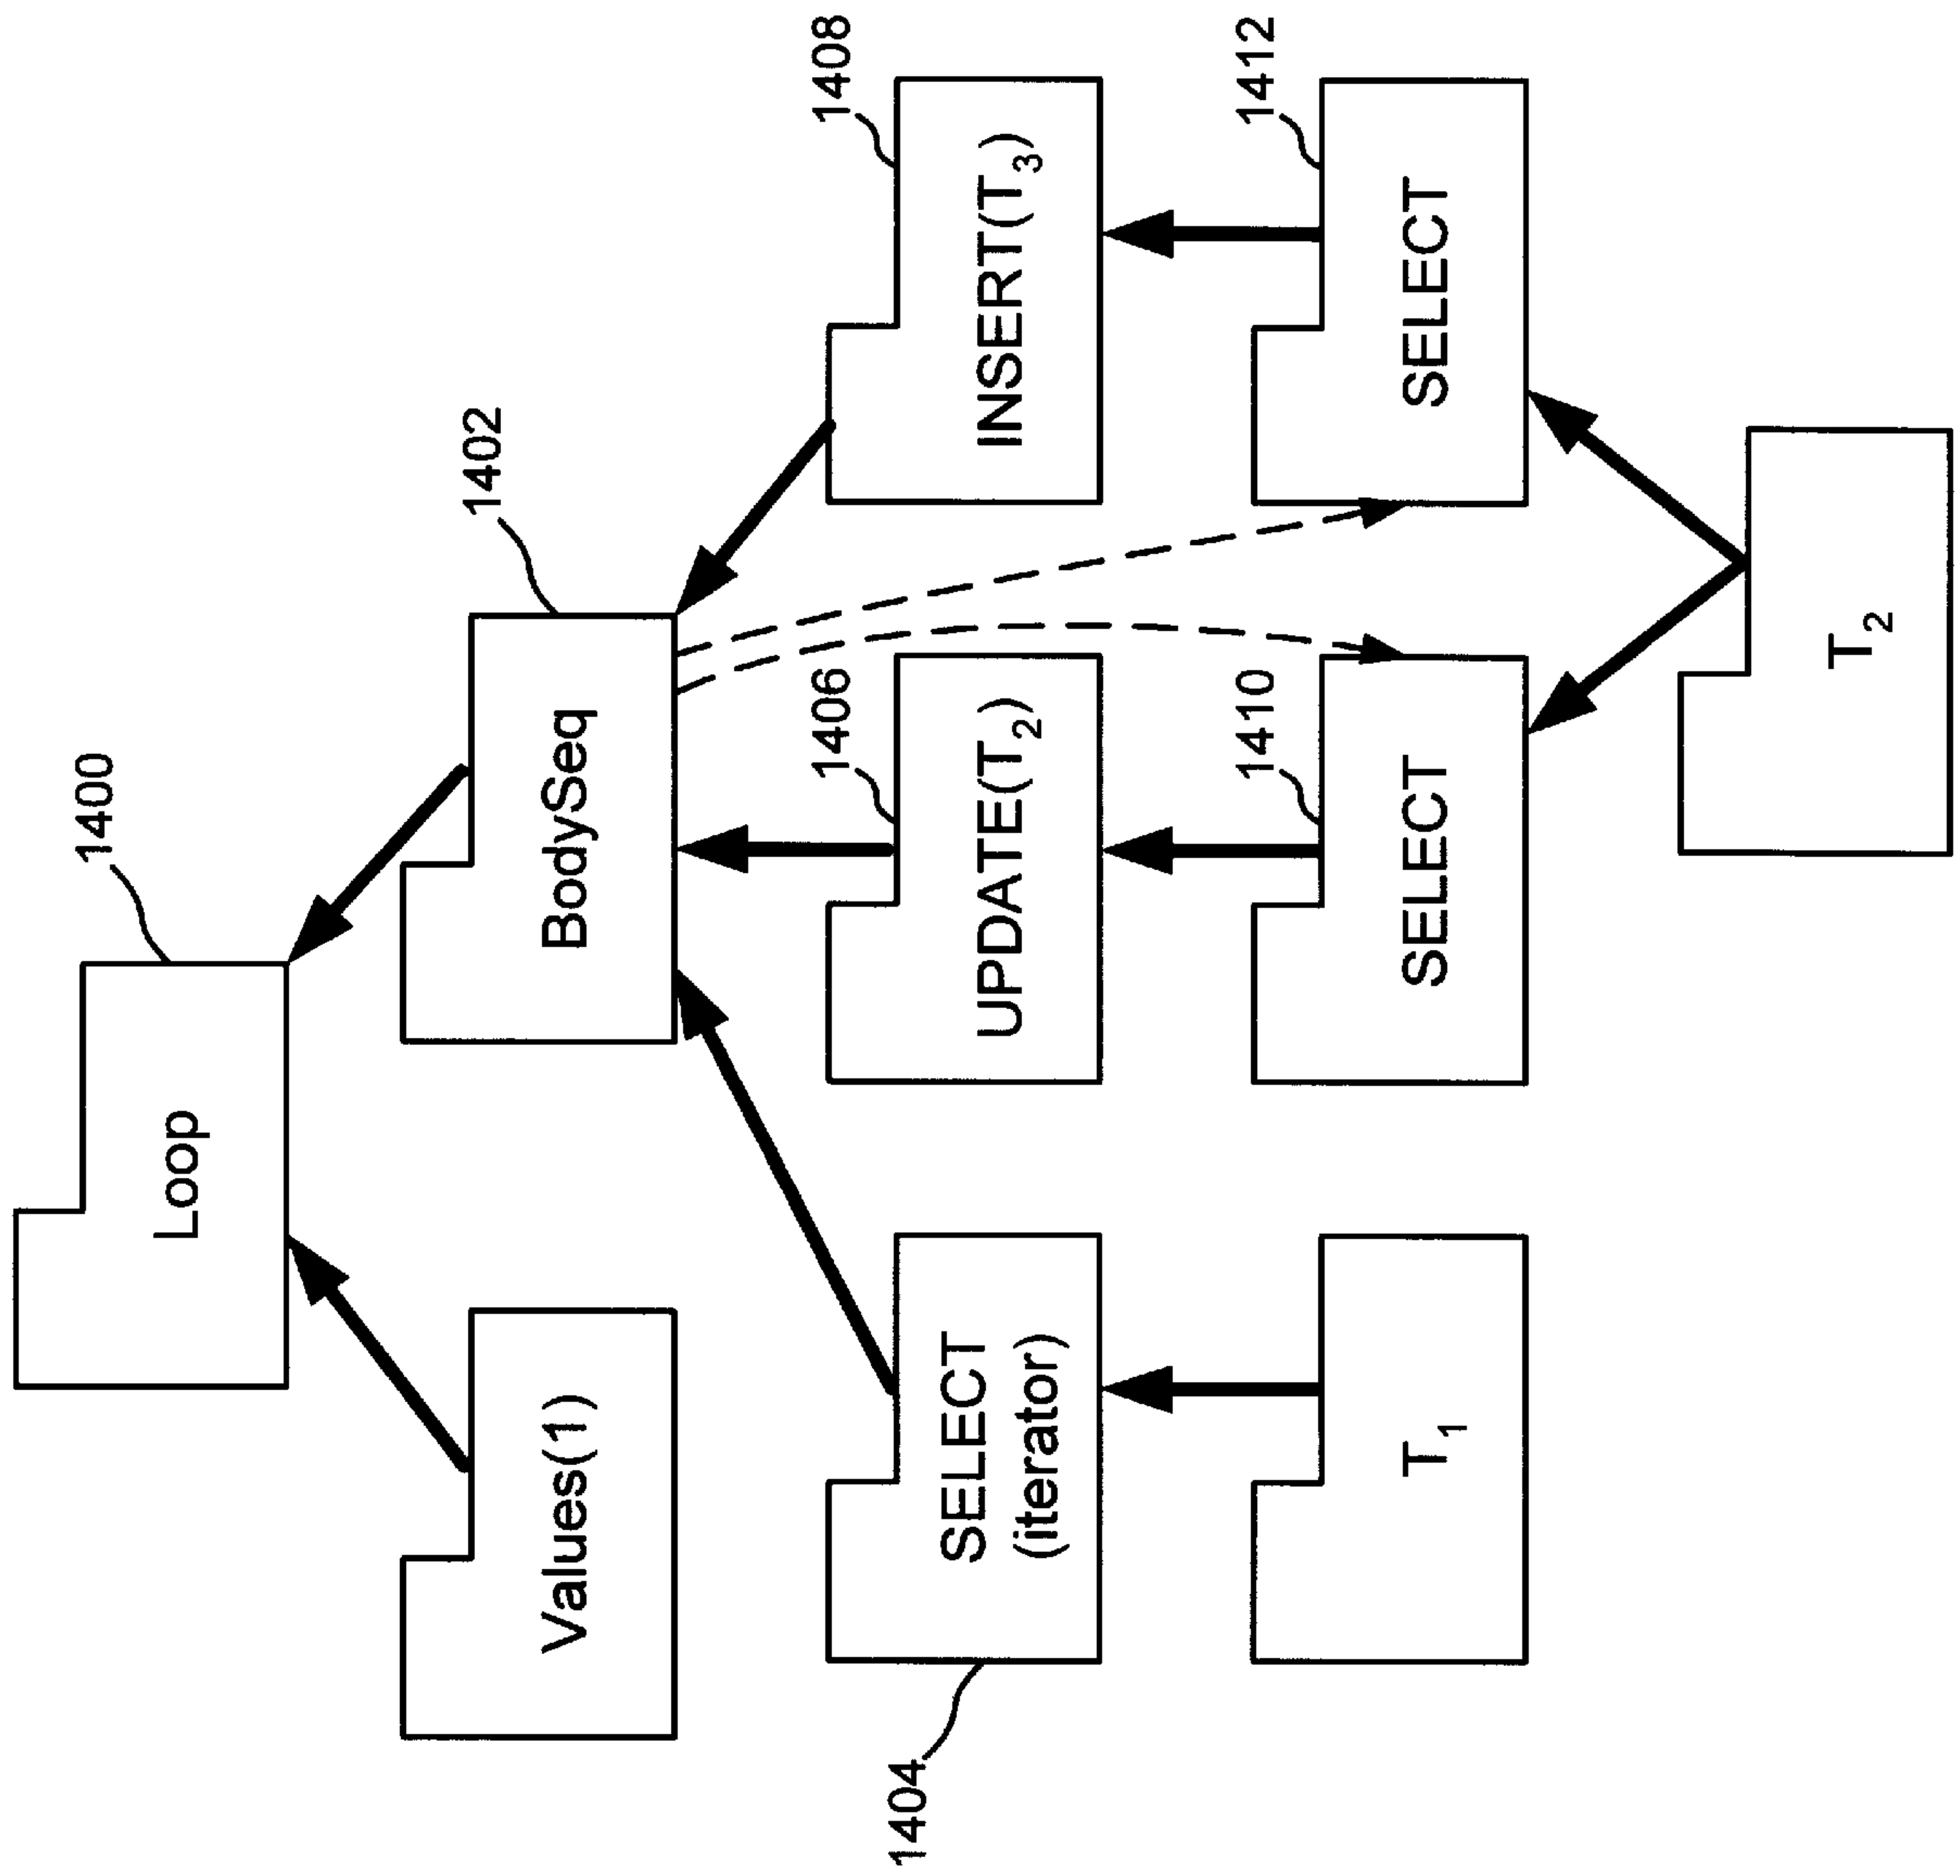 1400
Loop
Values(1)
1402
BodySeq
1404
SELECT
(iterator)
1406
UPDATE(T2)
1408
INSERT(T3)
T1
1410
SELECT
1412
SELECT
T2